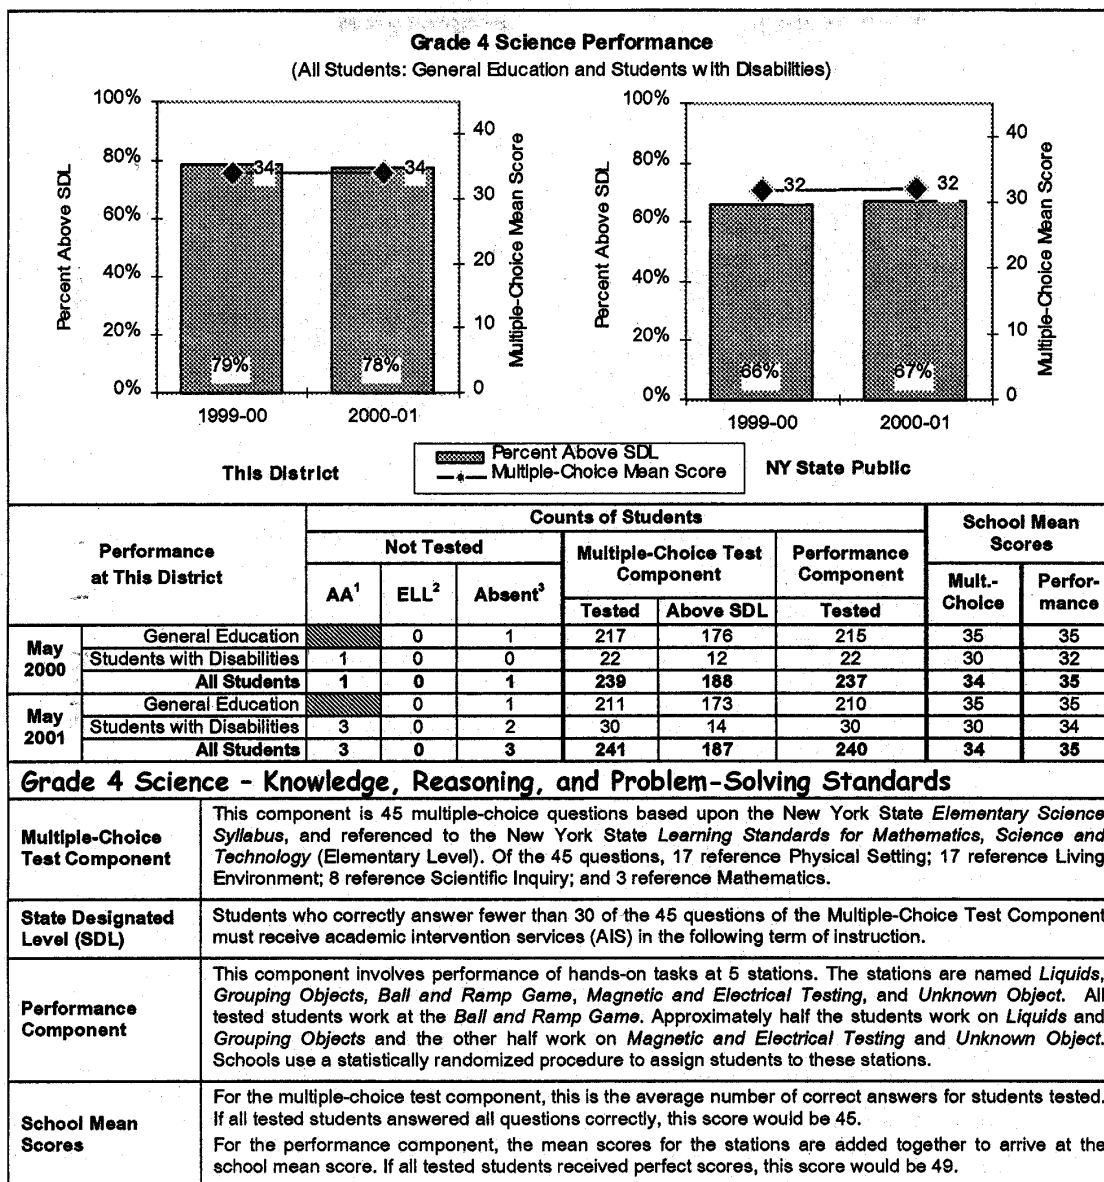 Grade 4 Science Performance
(All Students: General Education and Students with Disabilities)
100%
80%
60%
40%
20%
0%
Percent Above SDL
34
34
79%
78%
1999-00
2000-01
40
30
20
10
0
Multiple-Choice Mean Score
100%
80%
60%
40%
20%
0%
Percent Above SDL
32
32
66%
67%
1999-00
2000-01
40
30
20
10
0
Multiple-Choice Mean Score
This District
Percent Above SDL
Multiple-Choice Mean Score
NY State Public
Performance at This District
Counts of Students
School Mean Scores
Not Tested
Multiple-Choice Test Component
Performance Component
AA¹ ELL² Absent³
Mult.-Choice
Perfor-mance
Tested Above SDL Tested
May 2000
General Education 0 1 217 176 215 35 35
Students with Disabilities 1 0 0 22 12 22 30 32
All Students 1 0 1 239 188 237 34 35
May 2001
General Education 0 1 211 173 210 35 35
Students with Disabilities 3 0 2 30 14 30 30 34
All Students 3 0 3 241 187 240 34 35
Grade 4 Science - Knowledge, Reasoning, and Problem-Solving Standards
Multiple-Choice
Test Component
This component is 45 multiple-choice questions based upon the New York State Elementary Science
Syllabus, and referenced to the New York State Learning Standards for Mathematics, Science and
Technology (Elementary Level). Of the 45 questions, 17 reference Physical Setting; 17 reference Living
Environment; 8 reference Scientific Inquiry; and 3 reference Mathematics.
State Designated
Level (SDL)
Students who correctly answer fewer than 30 of the 45 questions of the Multiple-Choice Test Component
must receive academic intervention services (AIS) in the following term of instruction.
Performance
Component
This component involves performance of hands-on tasks at 5 stations. The stations are named Liquids,
Grouping Objects, Ball and Ramp Game, Magnetic and Electrical Testing, and Unknown Object. All
tested students work at the Ball and Ramp Game. Approximately half the students work on Liquids and
Grouping Objects and the other half work on Magnetic and Electrical Testing and Unknown Object.
Schools use a statistically randomized procedure to assign students to these stations.
School Mean
Scores
For the multiple-choice test component, this is the average number of correct answers for students tested.
If all tested students answered all questions correctly, this score would be 45.
For the performance component, the mean scores for the stations are added together to arrive at the
school mean score. If all tested students received perfect scores, this score would be 49.